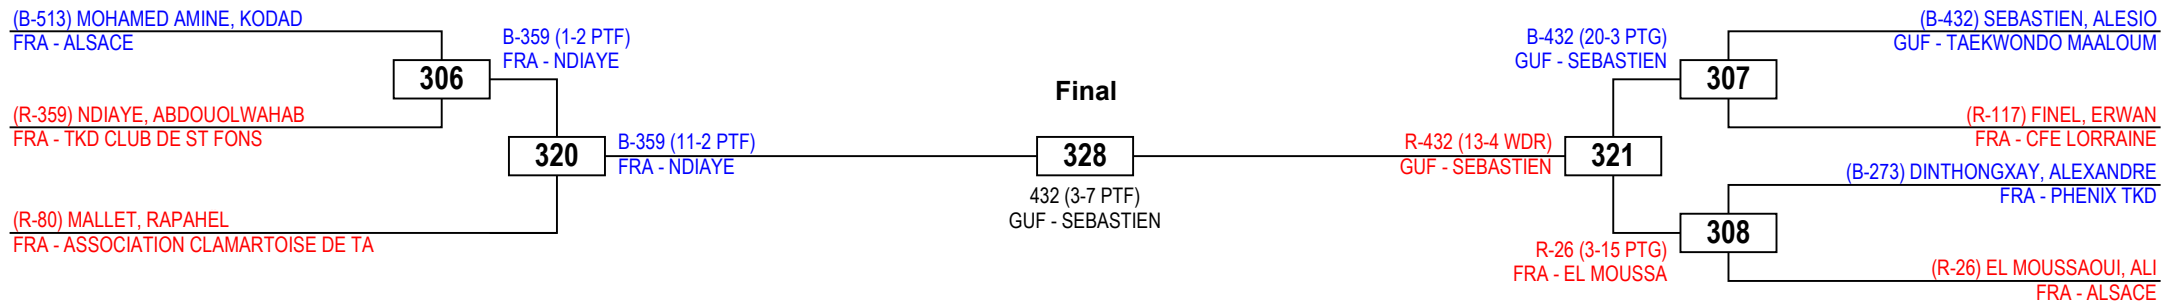 (B-513) MOHAMED AMINE, KODAD
FRA - ALSACE
B-359 (1-2 PTF)
FRA - NDIAYE
306
(R-359) NDIAYE, ABDOUOLWAHAB
FRA - TKD CLUB DE ST FONS
320
B-359 (11-2 PTF)
FRA - NDIAYE
(R-80) MALLET, RAPAHEL
FRA - ASSOCIATION CLAMARTOISE DE TA
Final
328
432 (3-7 PTF)
GUF - SEBASTIEN
(B-432) SEBASTIEN, ALESIO
GUF - TAEKWONDO MAALOUM
B-432 (20-3 PTG)
GUF - SEBASTIEN
307
(R-117) FINEL, ERWAN
FRA - CFE LORRAINE
R-432 (13-4 WDR)
GUF - SEBASTIEN
321
(B-273) DINTHONGXAY, ALEXANDRE
FRA - PHENIX TKD
308
R-26 (3-15 PTG)
FRA - EL MOUSSA
(R-26) EL MOUSSAOUI, ALI
FRA - ALSACE